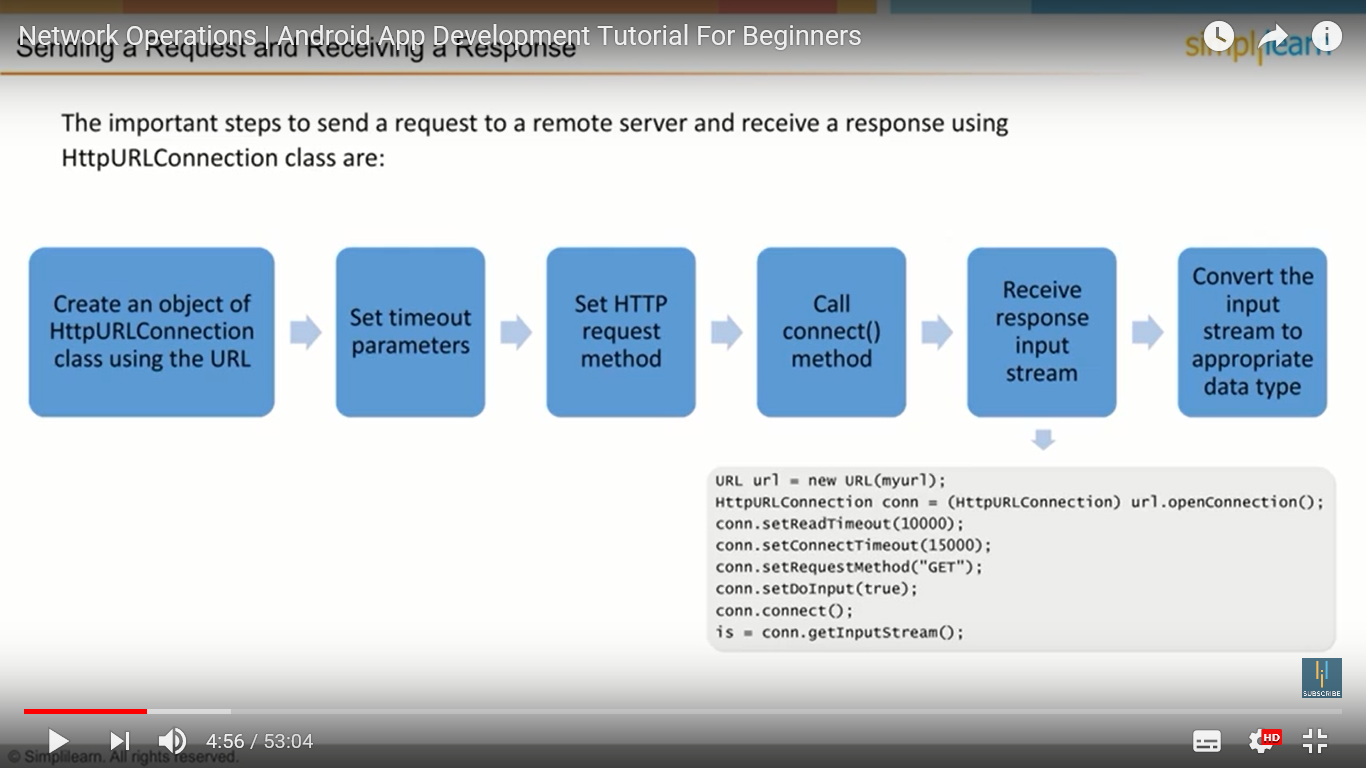 Network Operations | Android App Development Tutorial For Beginners
Sending a Request and Receiving a Response
simplilearn
The important steps to send a request to a remote server and receive a response using
HttpURLConnection class are:
Create an object of
HttpURLConnection
class using the URL
Set timeout
parameters
Set HTTP
request
method
Call
connect()
method
Receive
response
input
stream
Convert the
input
stream to
appropriate
data type
URL url = new URL(myurl);
HttpURLConnection conn = (HttpURLConnection) url.openConnection();
conn.setReadTimeout(10000);
conn.setConnectTimeout(15000);
conn.setRequestMethod("GET");
conn.setDoInput(true);
conn.connect();
is = conn.getInputStream();
SUBSCRIBE
4:56 / 53:04
HD
© Simplilearn. All rights reserved.